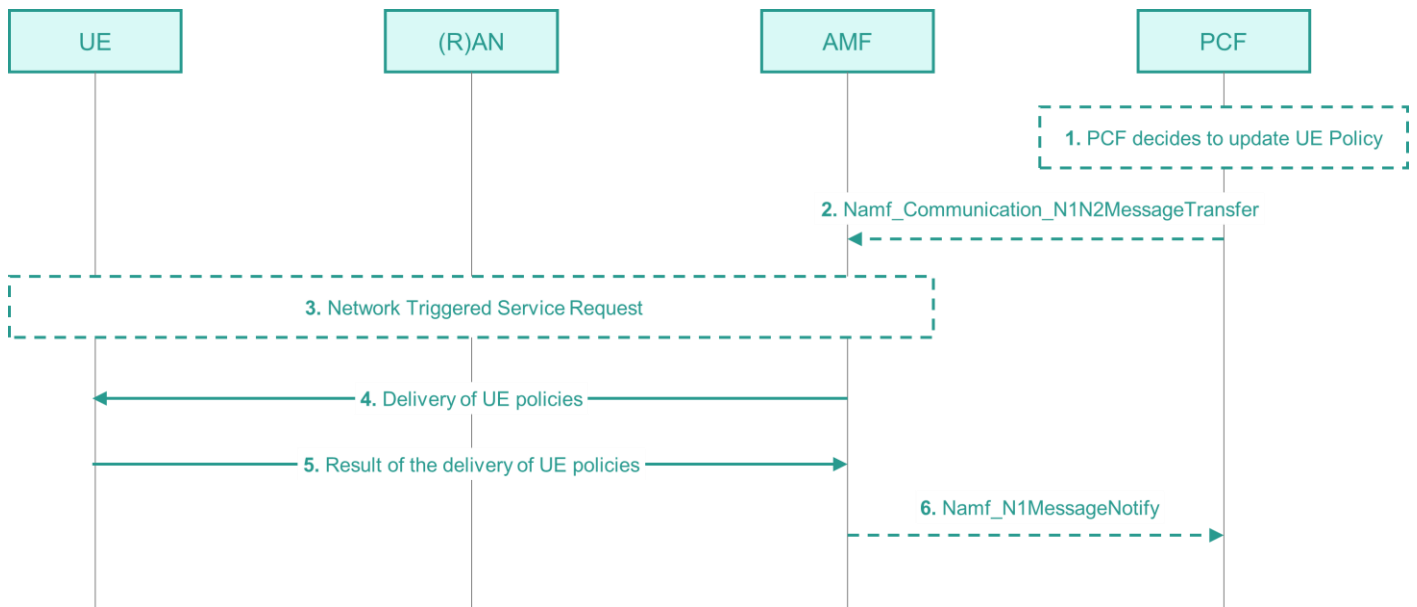 UE
(R)AN
AMF
PCF
1. PCF decides to update UE Policy
2. Namf_Communication_N1N2MessageTransfer
3. Network Triggered Service Request
4. Delivery of UE policies
5. Result of the delivery of UE policies
6. Namf_N1MessageNotify